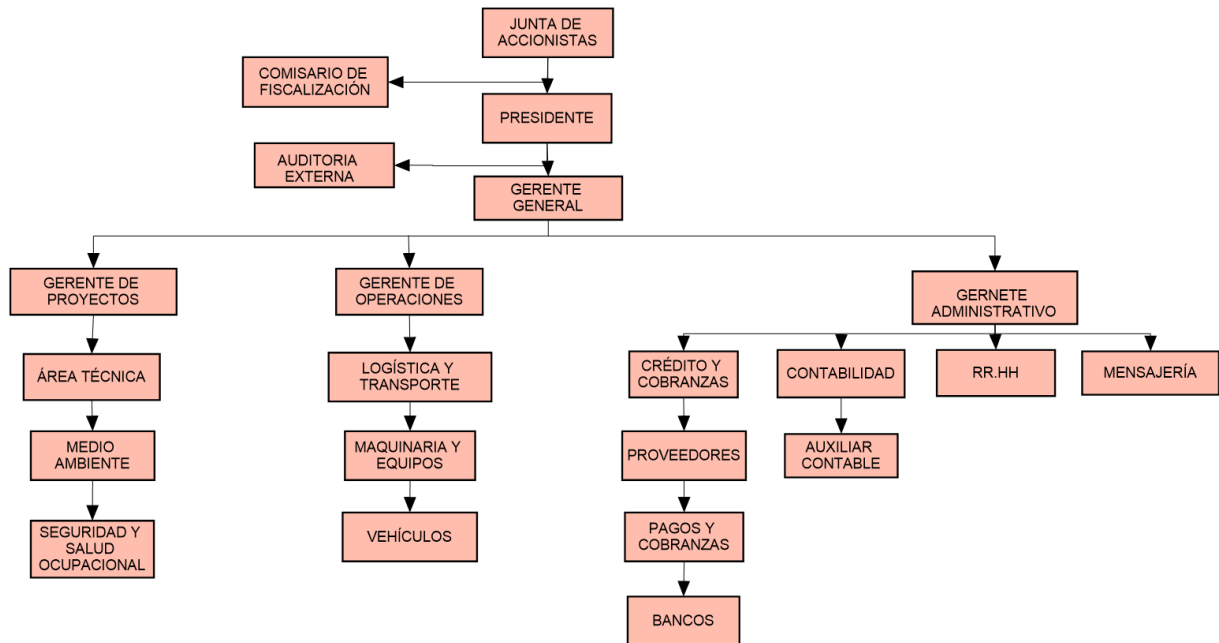 JUNTA DE
ACCIONISTAS
COMISARIO DE
FISCALIZACIÓN
PRESIDENTE
AUDITORIA
EXTERNA
GERENTE
GENERAL
GERENTE DE
PROYECTOS
GERENTE DE
OPERACIONES
GERNETE
ADMINISTRATIVO
ÁREA TÉCNICA
LOGÍSTICA Y
TRANSPORTE
CRÉDITO Y
COBRANZAS
CONTABILIDAD
RR.HH
MENSAJERÍA
MEDIO
AMBIENTE
MAQUINARIA Y
EQUIPOS
PROVEEDORES
AUXILIAR
CONTABLE
SEGURIDAD Y
SALUD
OCUPACIONAL
VEHÍCULOS
PAGOS Y
COBRANZAS
BANCOS